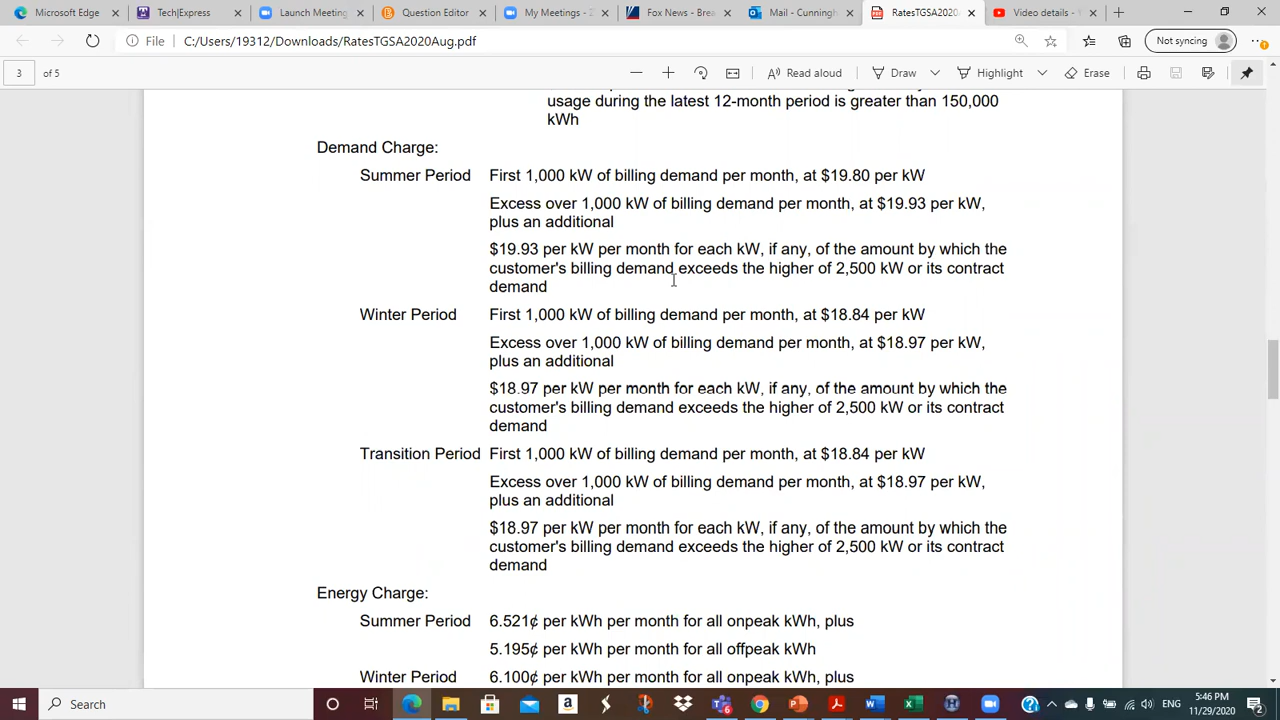 Microsoft Edge
TechExpress
Launch Meeting
Question Editor
My Meetings - Z
Fox News - Brea
Mail - Cunningh
RatesTGSA2020
Video details - Y
File
C:/Users/19312/Downloads/RatesTGSA2020Aug.pdf
Not syncing
3 of 5
Read aloud
Draw
Highlight
Erase
usage during the latest 12-month period is greater than 150,000
kWh
Demand Charge:
Summer Period First 1,000 kW of billing demand per month, at $19.80 per kW
Excess over 1,000 kW of billing demand per month, at $19.93 per kW,
plus an additional
$19.93 per kW per month for each kW, if any, of the amount by which the
customer's billing demand exceeds the higher of 2,500 kW or its contract
demand
Winter Period First 1,000 kW of billing demand per month, at $18.84 per kW
Excess over 1,000 kW of billing demand per month, at $18.97 per kW,
plus an additional
$18.97 per kW per month for each kW, if any, of the amount by which the
customer's billing demand exceeds the higher of 2,500 kW or its contract
demand
Transition Period First 1,000 kW of billing demand per month, at $18.84 per kW
Excess over 1,000 kW of billing demand per month, at $18.97 per kW,
plus an additional
$18.97 per kW per month for each kW, if any, of the amount by which the
customer's billing demand exceeds the higher of 2,500 kW or its contract
demand
Energy Charge:
Summer Period 6.521¢ per kWh per month for all onpeak kWh, plus
5.195¢ per kWh per month for all offpeak kWh
Winter Period 6.100¢ per kWh per month for all onpeak kWh, plus
Search
5:46 PM
11/29/2020